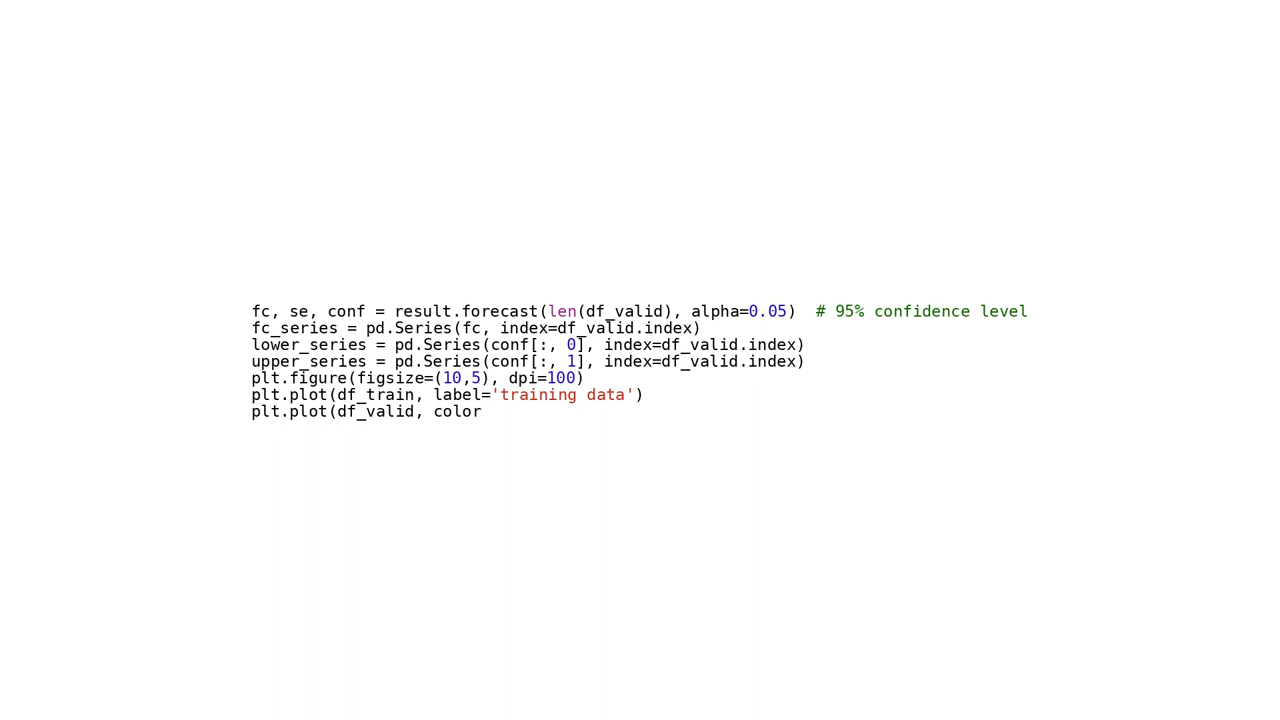 fc, se, conf = result.forecast(len(df_valid), alpha=0.05)  # 95% confidence level
fc_series = pd.Series(fc, index=df_valid.index)
lower_series = pd.Series(conf[:, 0], index=df_valid.index)
upper_series = pd.Series(conf[:, 1], index=df_valid.index)
plt.figure(figsize=(10,5), dpi=100)
plt.plot(df_train, label='training data')
plt.plot(df_valid, color